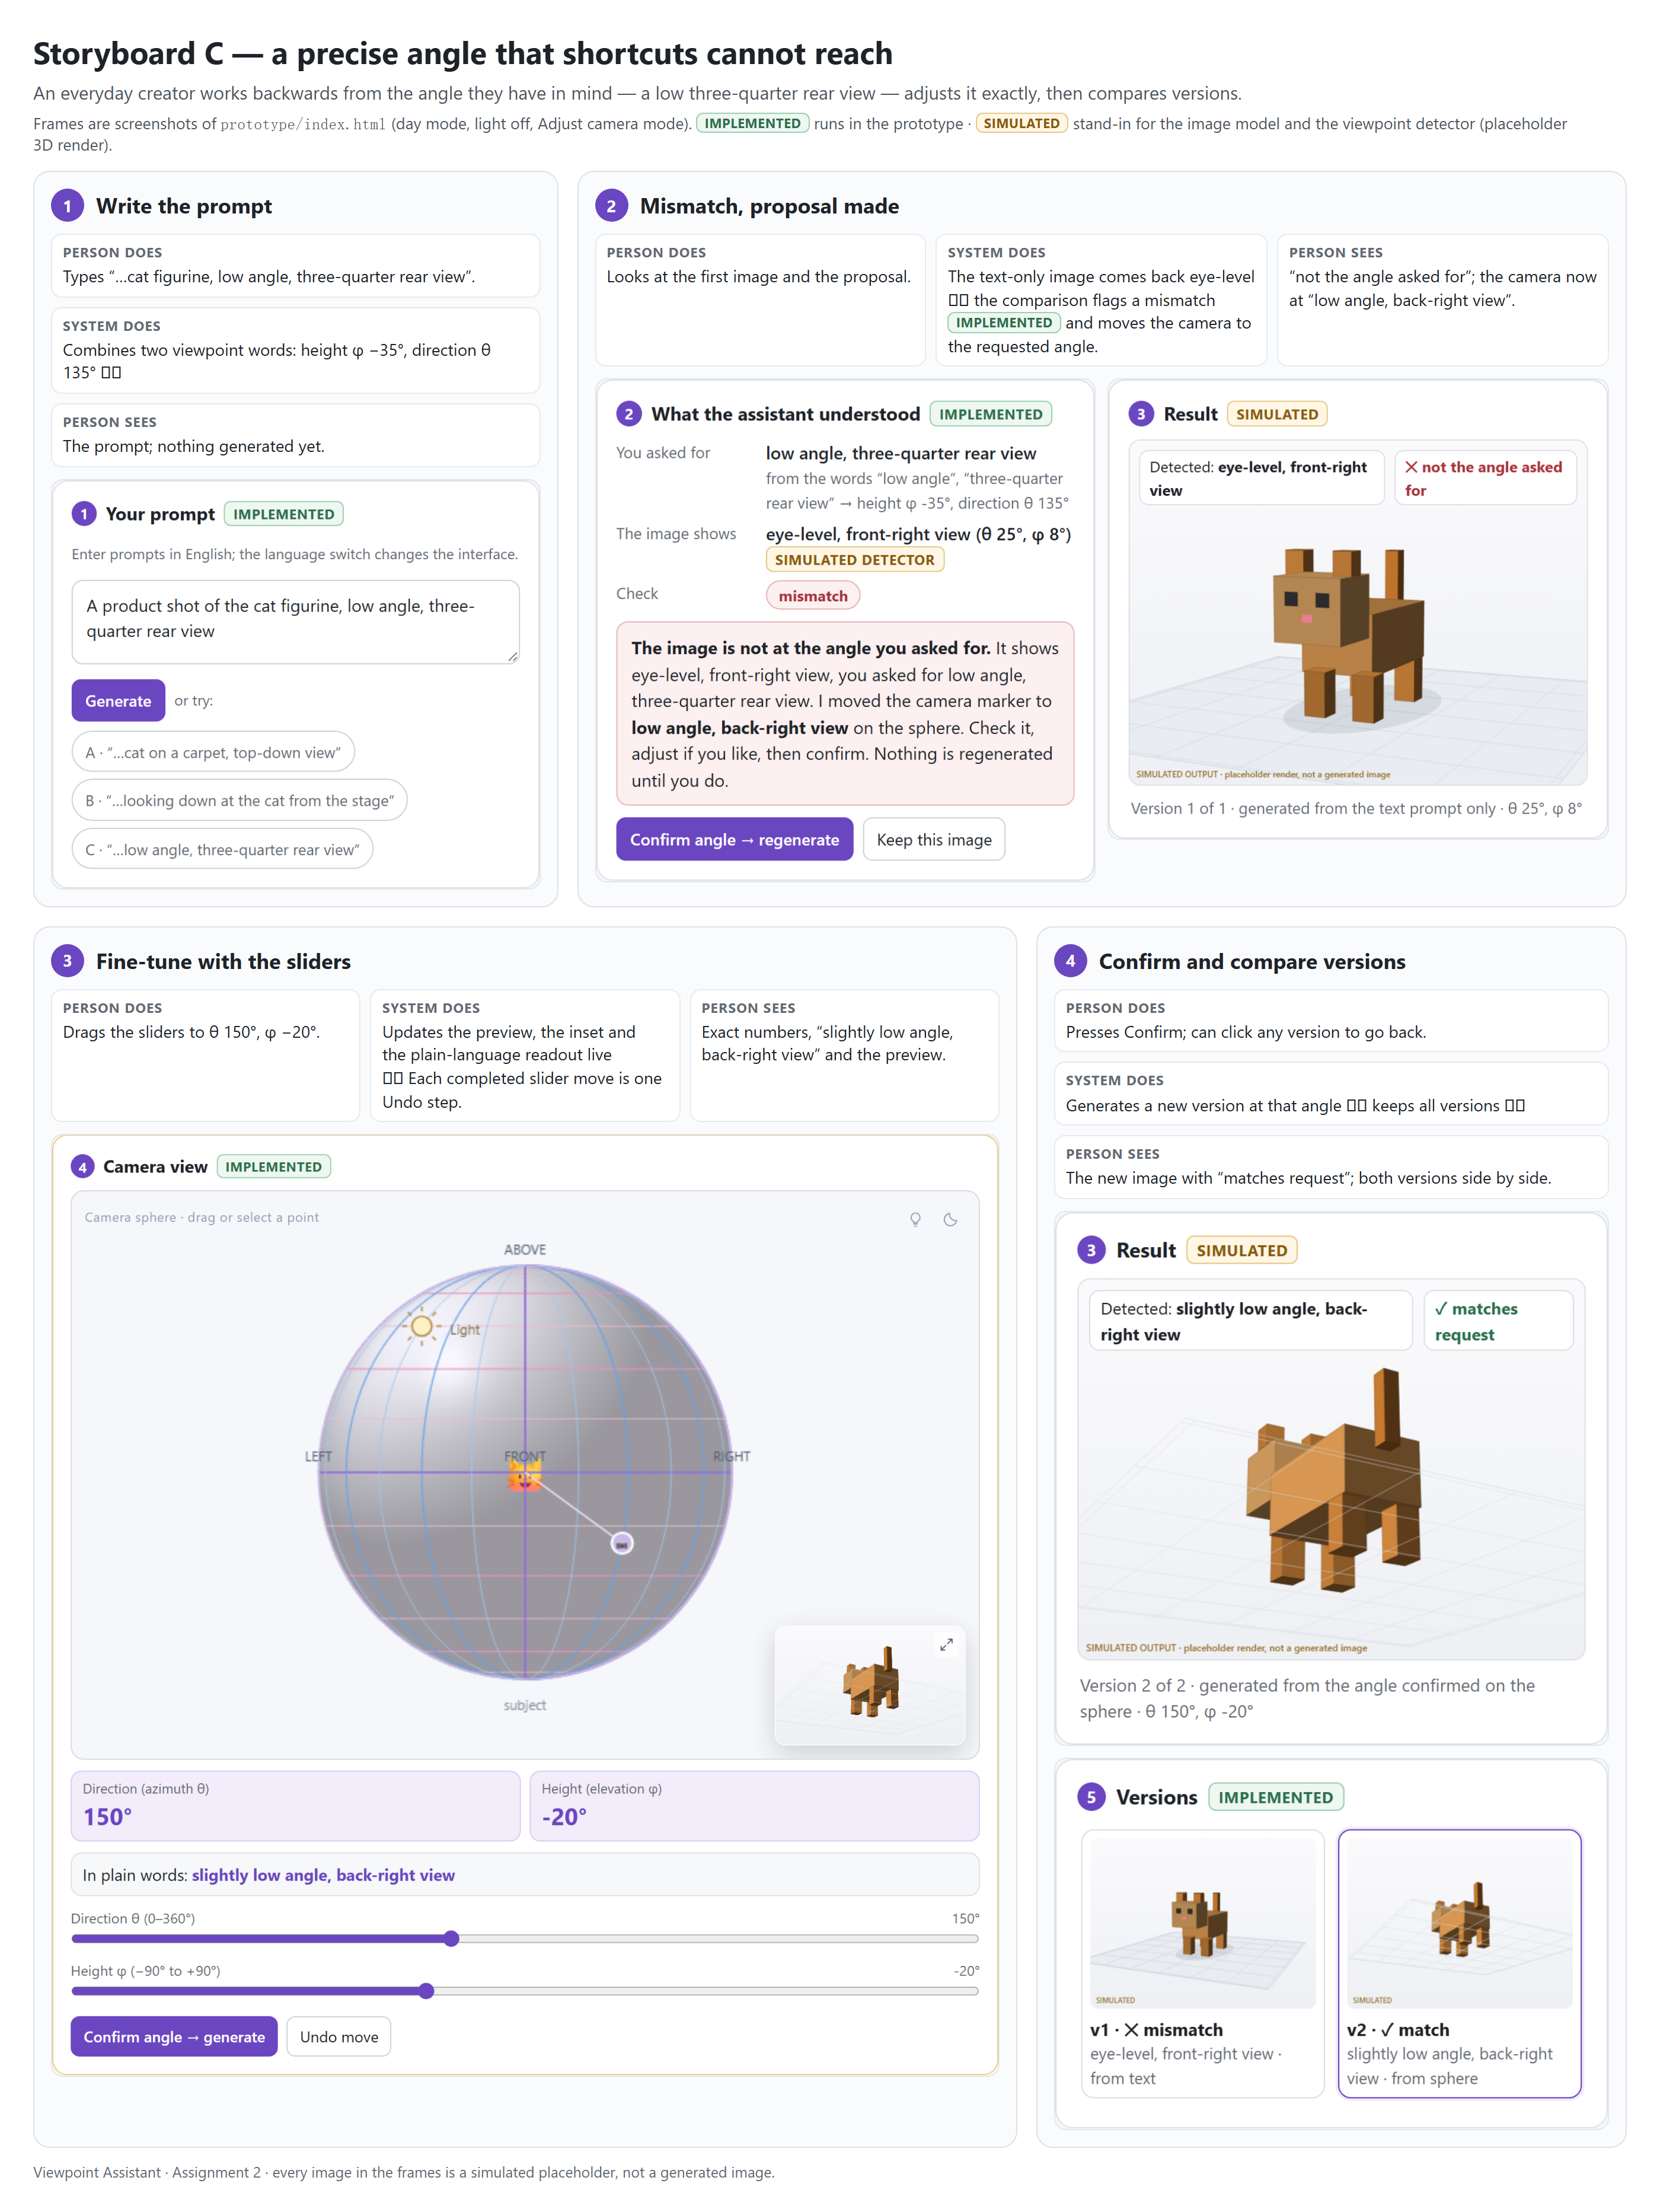 Storyboard C — a precise angle that shortcuts cannot reach
An everyday creator works backwards from the angle they have in mind — a low three-quarter rear view — adjusts it exactly, then compares versions.
Frames are screenshots of prototype/index.html (day mode, light off, Adjust camera mode). IMPLEMENTED runs in the prototype · SIMULATED stand-in for the image model and the viewpoint detector (placeholder
3D render).
1 Write the prompt
PERSON DOES
Types “…cat figurine, low angle, three-quarter rear view”.
SYSTEM DOES
Combines two viewpoint words: height φ −35°, direction θ
135°
PERSON SEES
The prompt; nothing generated yet.
1 Your prompt IMPLEMENTED
Enter prompts in English; the language switch changes the interface.
A product shot of the cat figurine, low angle, three-
quarter rear view
Generate or try:
A · “…cat on a carpet, top-down view”
B · “…looking down at the cat from the stage”
C · “…low angle, three-quarter rear view”
2 Mismatch, proposal made
PERSON DOES
Looks at the first image and the proposal.
SYSTEM DOES
The text-only image comes back eye-level
the comparison flags a mismatch
IMPLEMENTED and moves the camera to
the requested angle.
PERSON SEES
“not the angle asked for”; the camera now
at “low angle, back-right view”.
2 What the assistant understood IMPLEMENTED
You asked for low angle, three-quarter rear view
from the words “low angle”, “three-quarter
rear view” → height φ -35°, direction θ 135°
The image shows eye-level, front-right view (θ 25°, φ 8°)
SIMULATED DETECTOR
Check mismatch
The image is not at the angle you asked for. It shows
eye-level, front-right view, you asked for low angle,
three-quarter rear view. I moved the camera marker to
low angle, back-right view on the sphere. Check it,
adjust if you like, then confirm. Nothing is regenerated
until you do.
Confirm angle → regenerate Keep this image
3 Result SIMULATED
Detected: eye-level, front-right
view
✕ not the angle asked
for
SIMULATED OUTPUT · placeholder render, not a generated image
Version 1 of 1 · generated from the text prompt only · θ 25°, φ 8°
3 Fine-tune with the sliders
PERSON DOES
Drags the sliders to θ 150°, φ −20°.
SYSTEM DOES
Updates the preview, the inset and
the plain-language readout live
Each completed slider move is one
Undo step.
PERSON SEES
Exact numbers, “slightly low angle,
back-right view” and the preview.
4 Camera view IMPLEMENTED
Camera sphere · drag or select a point
ABOVE
Light
LEFT FRONT RIGHT
subject
Direction (azimuth θ)
150°
Height (elevation φ)
-20°
In plain words: slightly low angle, back-right view
Direction θ (0–360°) 150°
Height φ (−90° to +90°) -20°
Confirm angle → generate Undo move
4 Confirm and compare versions
PERSON DOES
Presses Confirm; can click any version to go back.
SYSTEM DOES
Generates a new version at that angle keeps all versions
PERSON SEES
The new image with “matches request”; both versions side by side.
3 Result SIMULATED
Detected: slightly low angle, back-
right view
✓ matches
request
SIMULATED OUTPUT · placeholder render, not a generated image
Version 2 of 2 · generated from the angle confirmed on the
sphere · θ 150°, φ -20°
5 Versions IMPLEMENTED
SIMULATED
v1 · ✕ mismatch
eye-level, front-right view ·
from text
SIMULATED
v2 · ✓ match
slightly low angle, back-right
view · from sphere
Viewpoint Assistant · Assignment 2 · every image in the frames is a simulated placeholder, not a generated image.